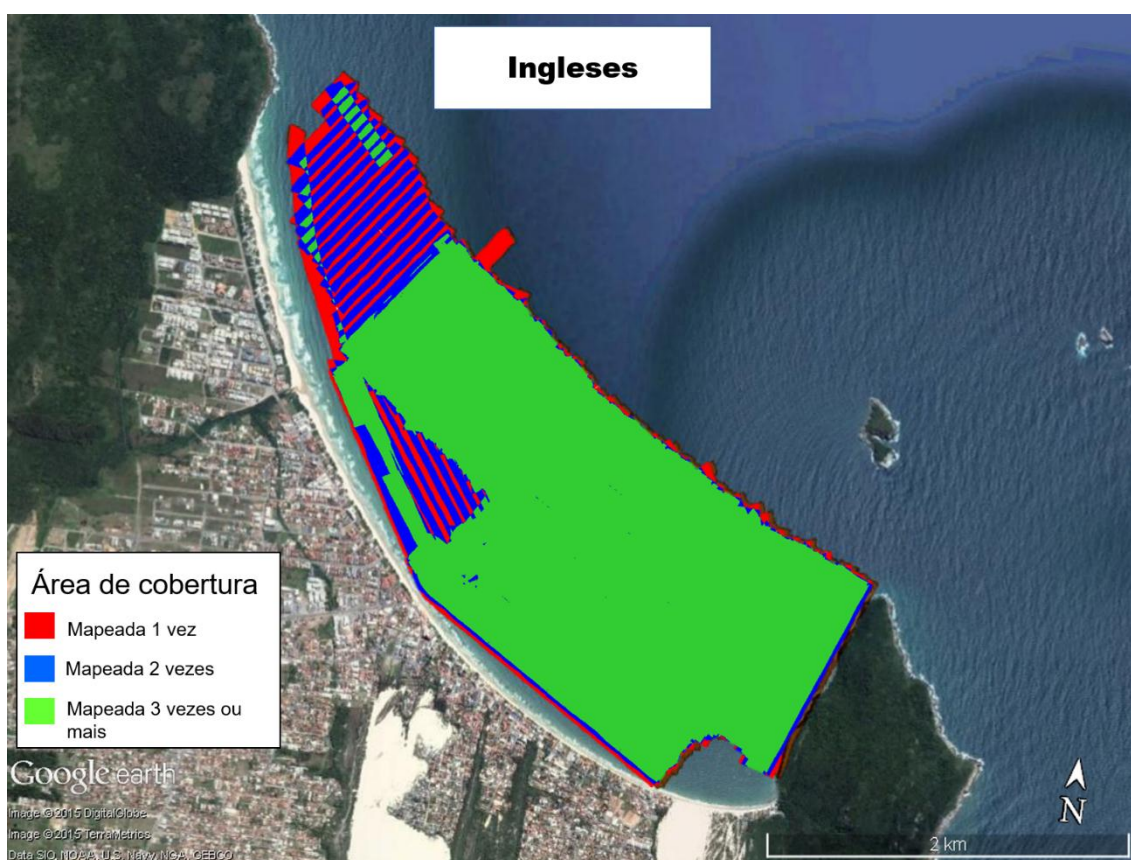 Ingleses
Área de cobertura
Mapeada 1 vez
Mapeada 2 vezes
Mapeada 3 vezes ou
mais
Google earth
Image © 2015 DigitalGlobe
Image © 2015 TerraMetrics
Data SIO, NOAA, U.S. Navy, NGA, GEBCO
N
2 km